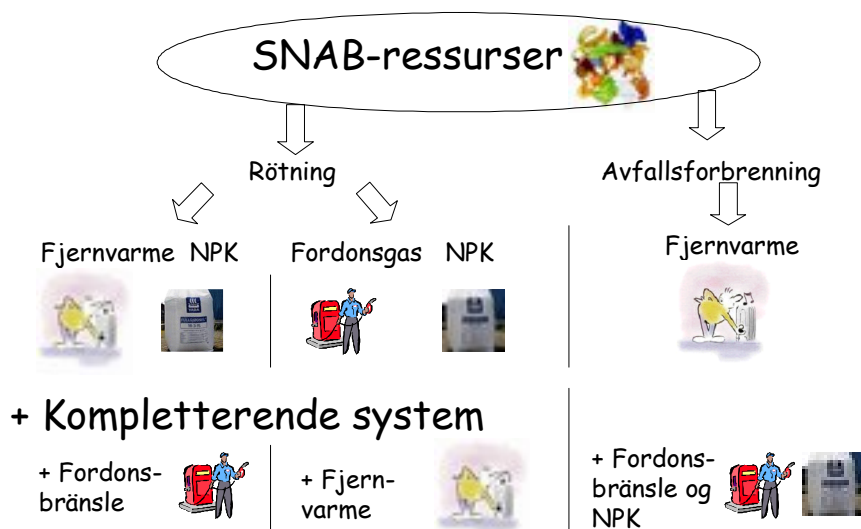 SNAB-ressurser
Rötning
Avfallsforbrenning
Fjernvarme NPK
Fordonsgas NPK
Fjernvarme
+ Kompletterende system
+ Fordons-
bränsle
+ Fjern-
varme
+ Fordons-
bränsle og
NPK